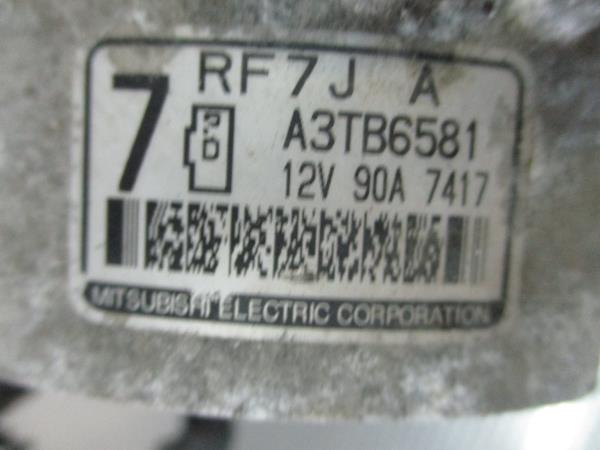 7 RF7J A
P.D A3TB6581
12V 90A 7417
MITSUBISHI ELECTRIC CORPORATION